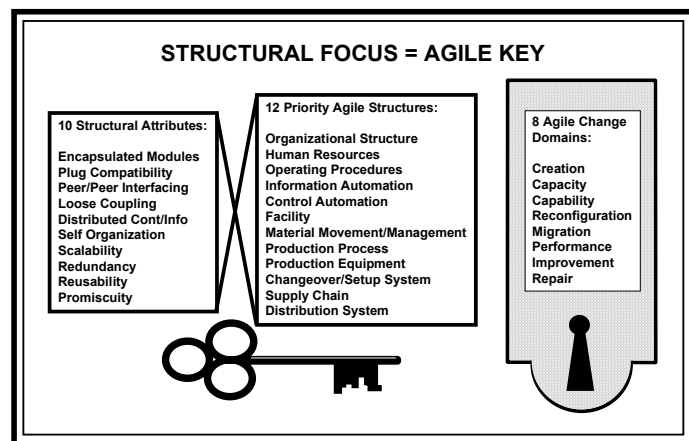 STRUCTURAL FOCUS = AGILE KEY
10 Structural Attributes:
Encapsulated Modules
Plug Compatibility
Peer/Peer Interfacing
Loose Coupling
Distributed Cont/Info
Self Organization
Scalability
Redundancy
Reusability
Promiscuity
12 Priority Agile Structures:
Organizational Structure
Human Resources
Operating Procedures
Information Automation
Control Automation
Facility
Material Movement/Management
Production Process
Production Equipment
Changeover/Setup System
Supply Chain
Distribution System
8 Agile Change
Domains:
Creation
Capacity
Capability
Reconfiguration
Migration
Performance
Improvement
Repair